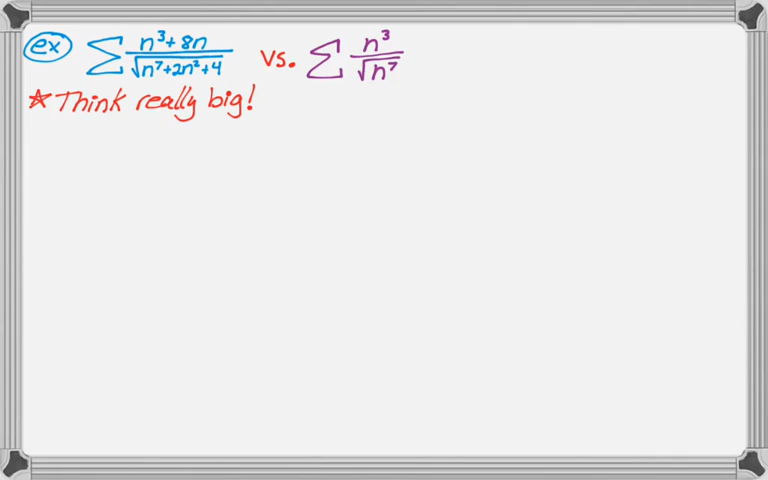 ex ∑ (n³+8n)/√(n⁷+2n²+4) vs. ∑ n³/√(n⁷)
★Think really big!